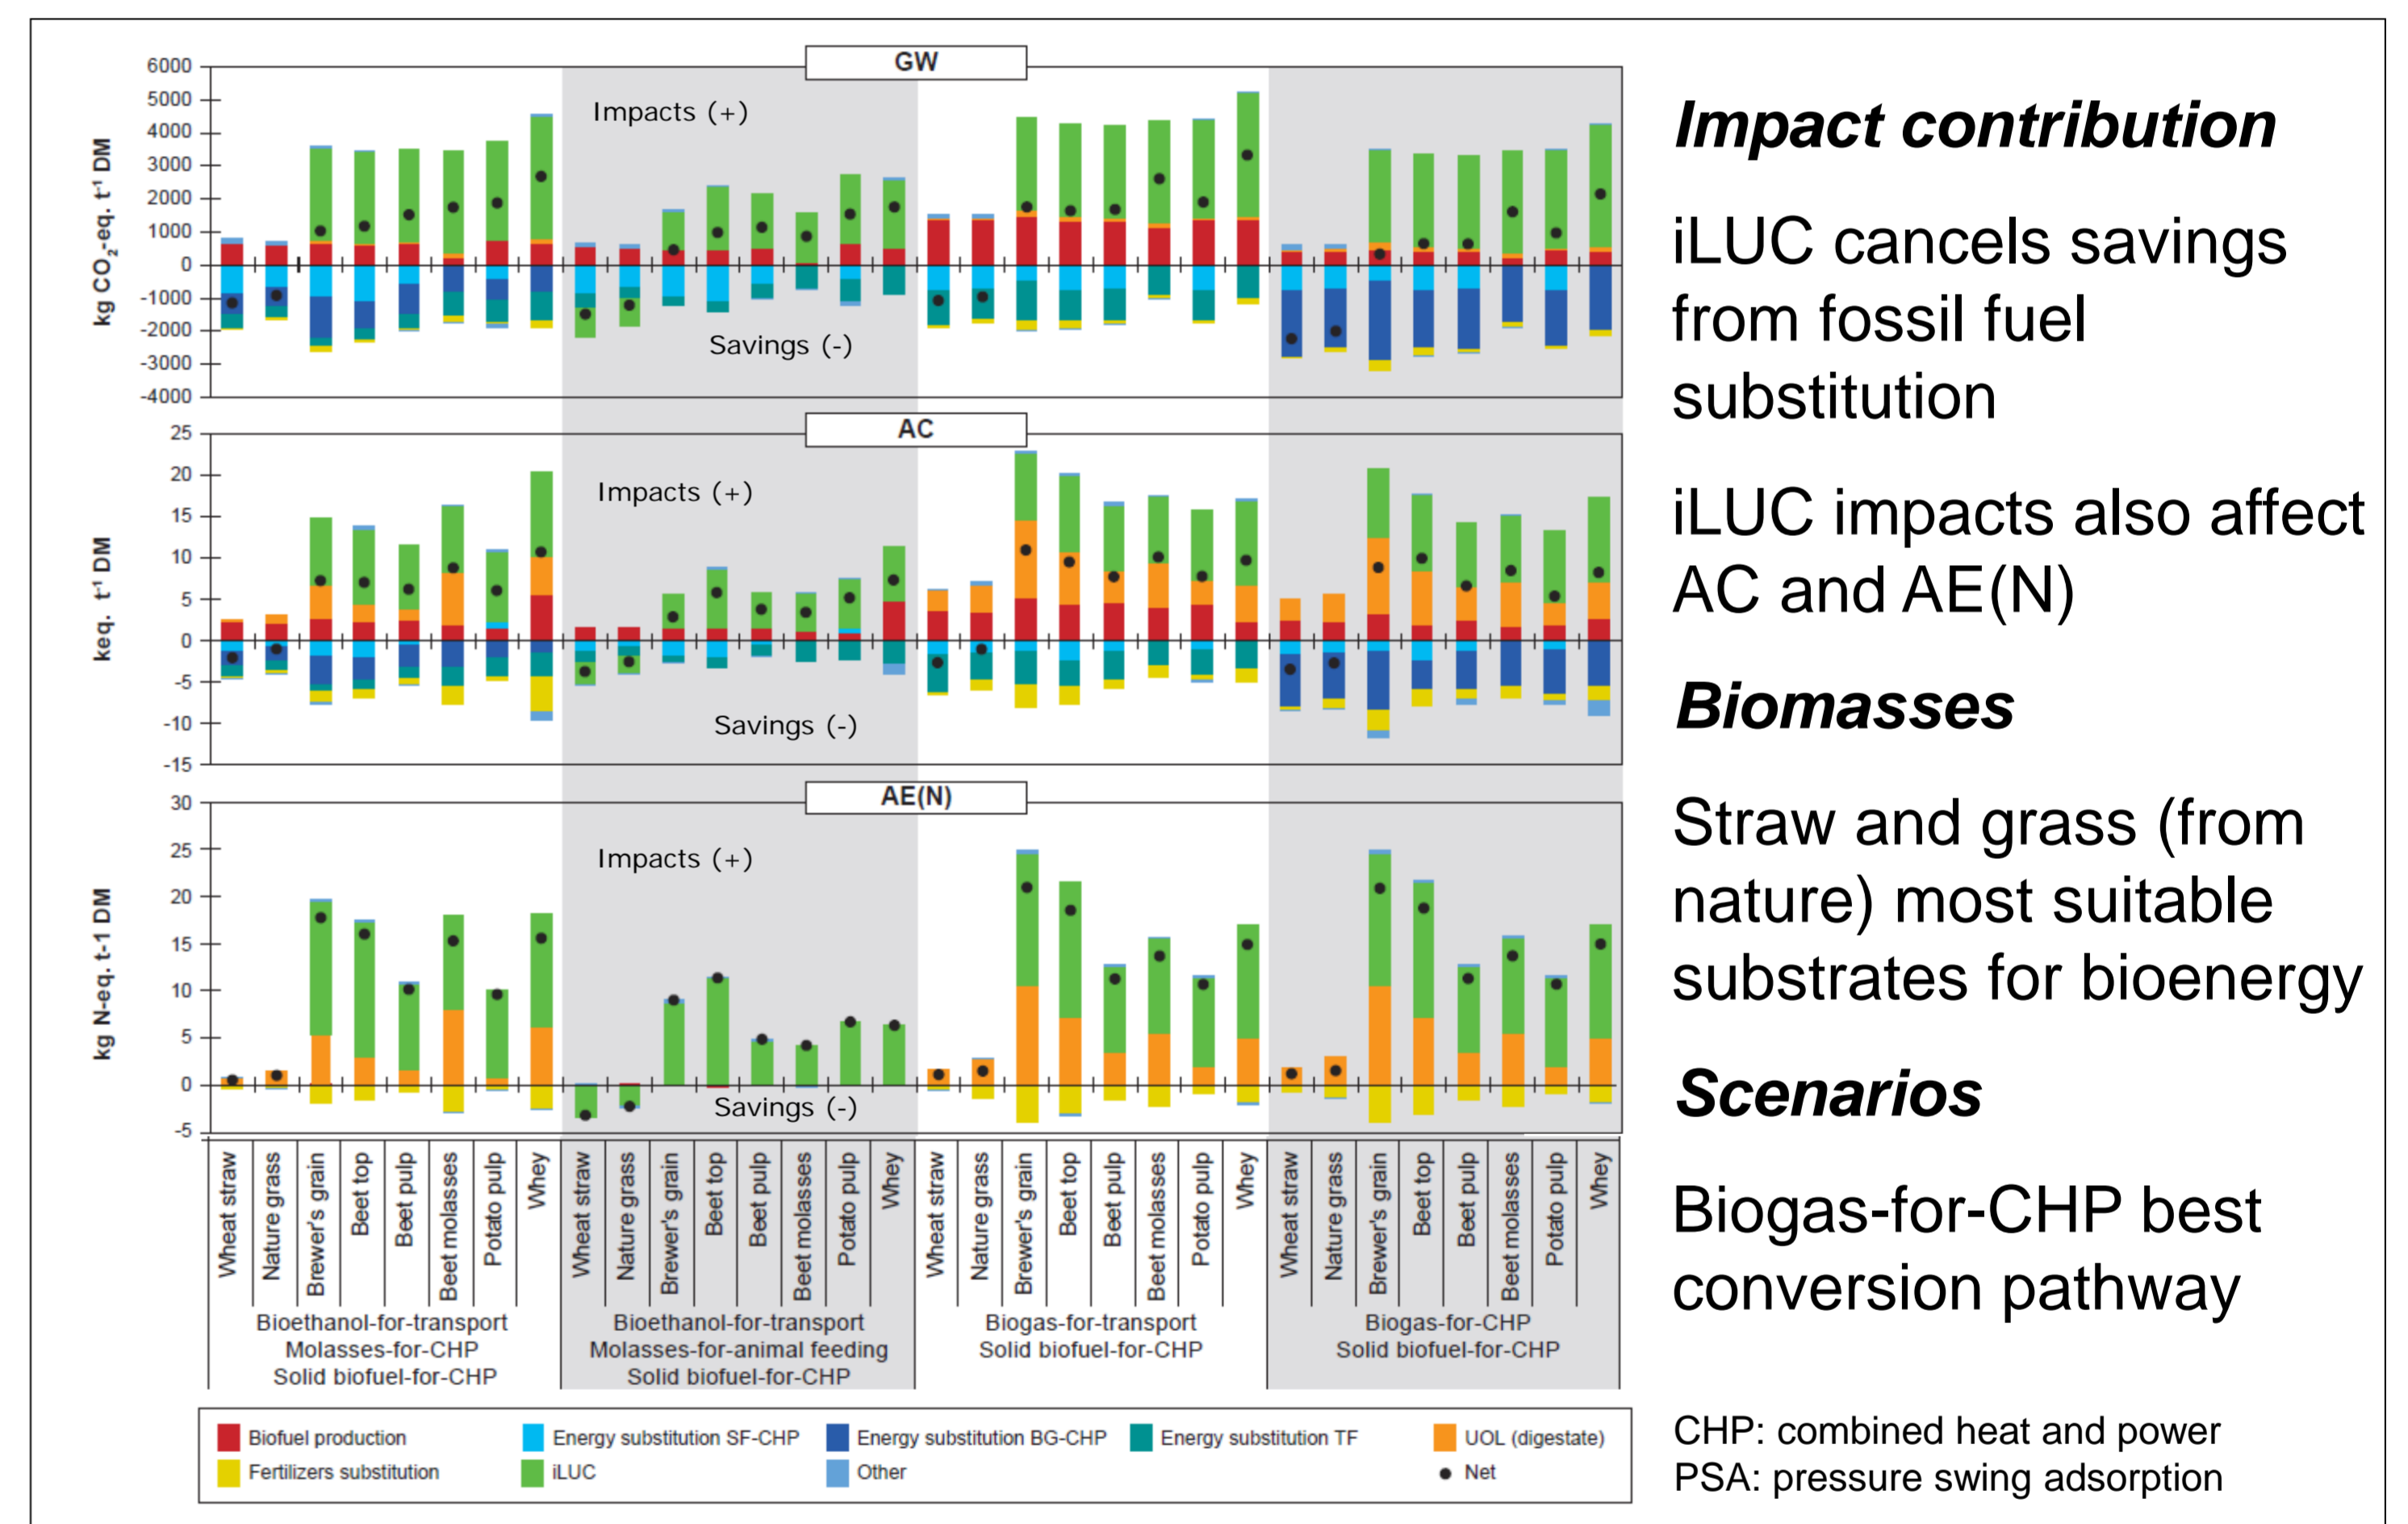 GW
6000
5000
4000
3000
2000
1000
0
-1000
-2000
-3000
-4000
kg CO2-eq. t-1 DM
Impacts (+)
Savings (-)
AC
25
20
15
10
5
0
-5
-10
-15
keq. t-1 DM
Impacts (+)
Savings (-)
AE(N)
30
25
20
15
10
5
0
-5
kg N-eq. t-1 DM
Impacts (+)
Savings (-)
Wheat straw
Nature grass
Brewer's grain
Beet top
Beet pulp
Beet molasses
Potato pulp
Whey
Wheat straw
Nature grass
Brewer's grain
Beet top
Beet pulp
Beet molasses
Potato pulp
Whey
Wheat straw
Nature grass
Brewer's grain
Beet top
Beet pulp
Beet molasses
Potato pulp
Whey
Wheat straw
Nature grass
Brewer's grain
Beet top
Beet pulp
Beet molasses
Potato pulp
Whey
Bioethanol-for-transport
Molasses-for-CHP
Solid biofuel-for-CHP
Bioethanol-for-transport
Molasses-for-animal feeding
Solid biofuel-for-CHP
Biogas-for-transport
Solid biofuel-for-CHP
Biogas-for-CHP
Solid biofuel-for-CHP
Biofuel production
Energy substitution SF-CHP
Energy substitution BG-CHP
Energy substitution TF
UOL (digestate)
Fertilizers substitution
iLUC
Other
Net
Impact contribution
iLUC cancels savings
from fossil fuel
substitution
iLUC impacts also affect
AC and AE(N)
Biomasses
Straw and grass (from
nature) most suitable
substrates for bioenergy
Scenarios
Biogas-for-CHP best
conversion pathway
CHP: combined heat and power
PSA: pressure swing adsorption